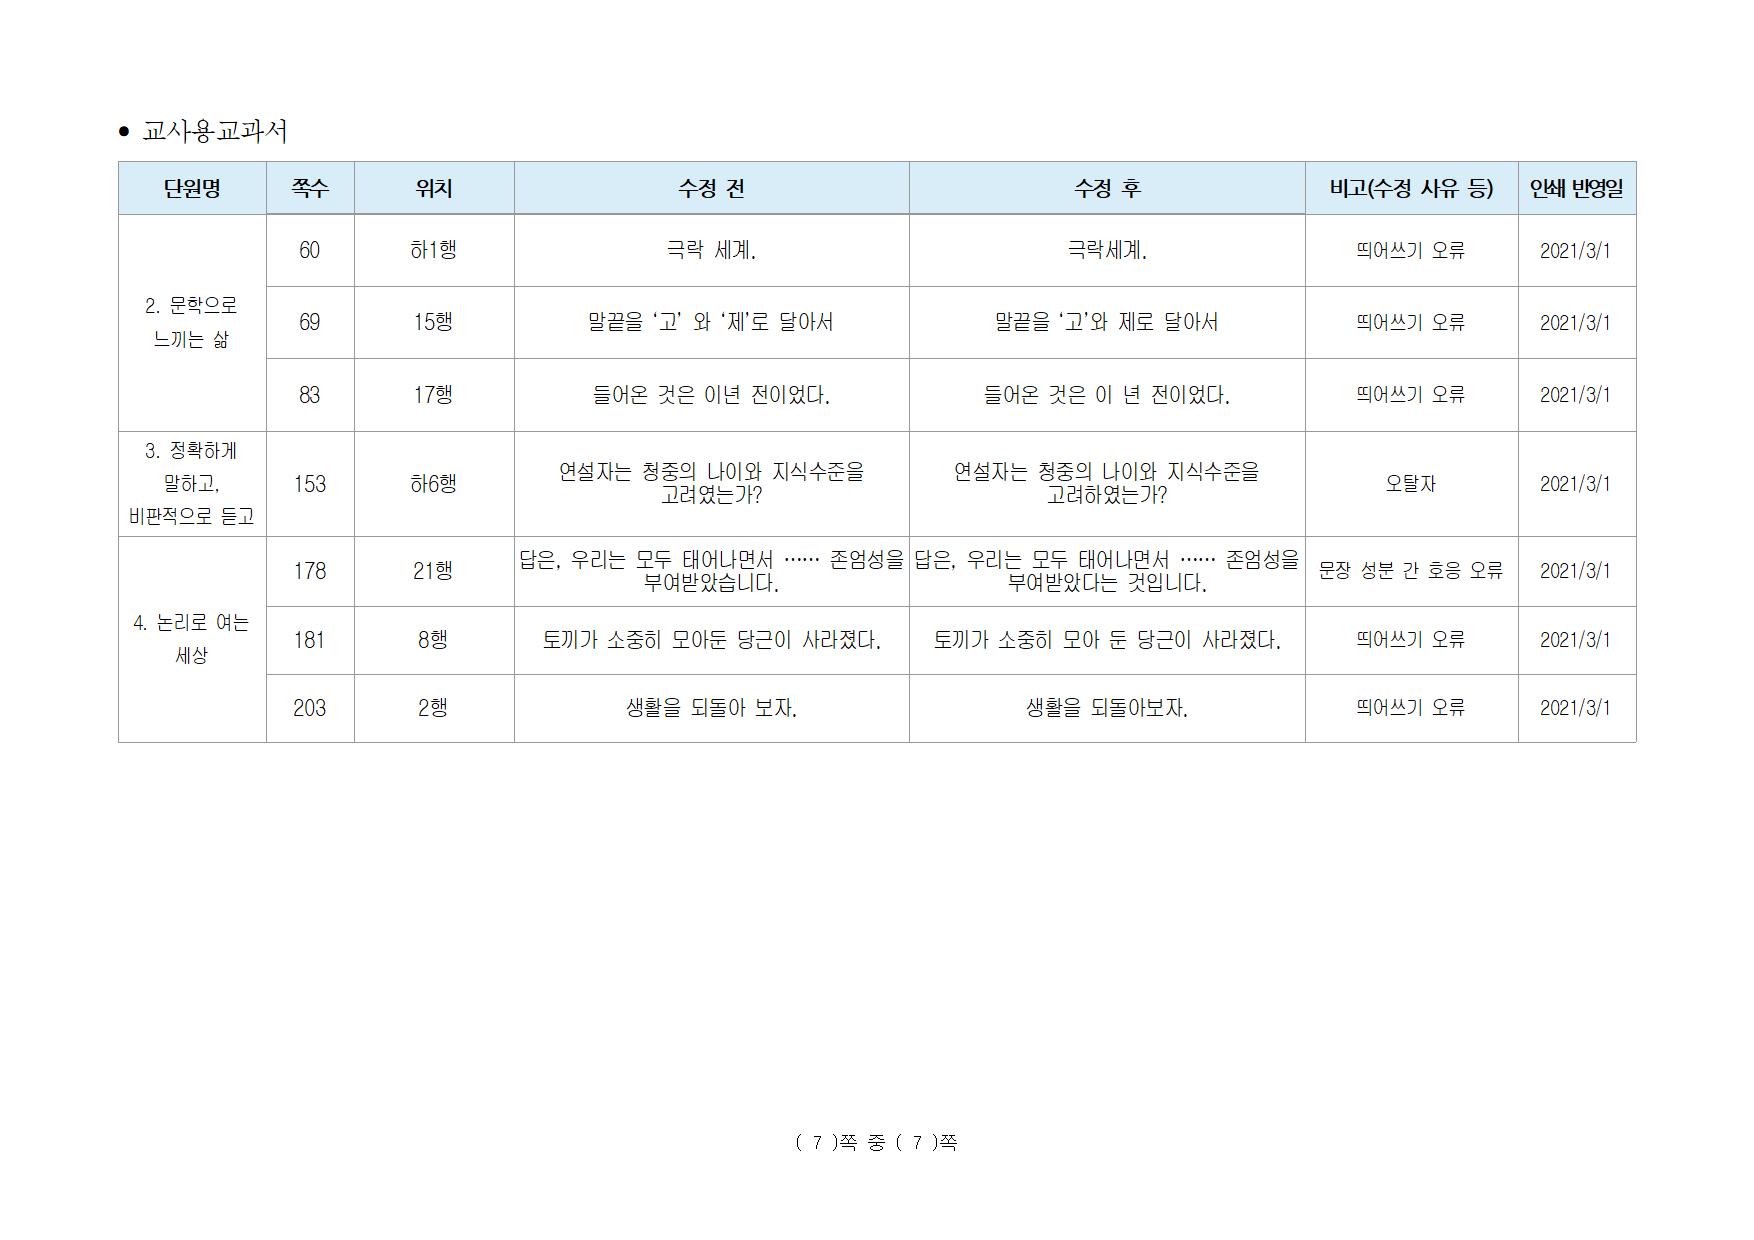 • 교사용교과서
단원명 쪽수 위치 수정 전 수정 후 비고(수정 사유 등) 인쇄 반영일
2. 문학으로
느끼는 삶
60 하1행 극락 세계. 극락세계. 띄어쓰기 오류 2021/3/1
69 15행 말끝을 ‘고’ 와 ‘제’로 달아서 말끝을 ‘고’와 제로 달아서 띄어쓰기 오류 2021/3/1
83 17행 들어온 것은 이년 전이었다. 들어온 것은 이 년 전이었다. 띄어쓰기 오류 2021/3/1
3. 정확하게
말하고,
비판적으로 듣고
153 하6행 연설자는 청중의 나이와 지식수준을
고려였는가?
연설자는 청중의 나이와 지식수준을
고려하였는가?
오탈자 2021/3/1
4. 논리로 여는
세상
178 21행 답은, 우리는 모두 태어나면서 …… 존엄성을
부여받았습니다.
답은, 우리는 모두 태어나면서 …… 존엄성을
부여받았다는 것입니다.
문장 성분 간 호응 오류 2021/3/1
181 8행 토끼가 소중히 모아둔 당근이 사라졌다. 토끼가 소중히 모아 둔 당근이 사라졌다. 띄어쓰기 오류 2021/3/1
203 2행 생활을 되돌아 보자. 생활을 되돌아보자. 띄어쓰기 오류 2021/3/1
( 7 )쪽 중 ( 7 )쪽